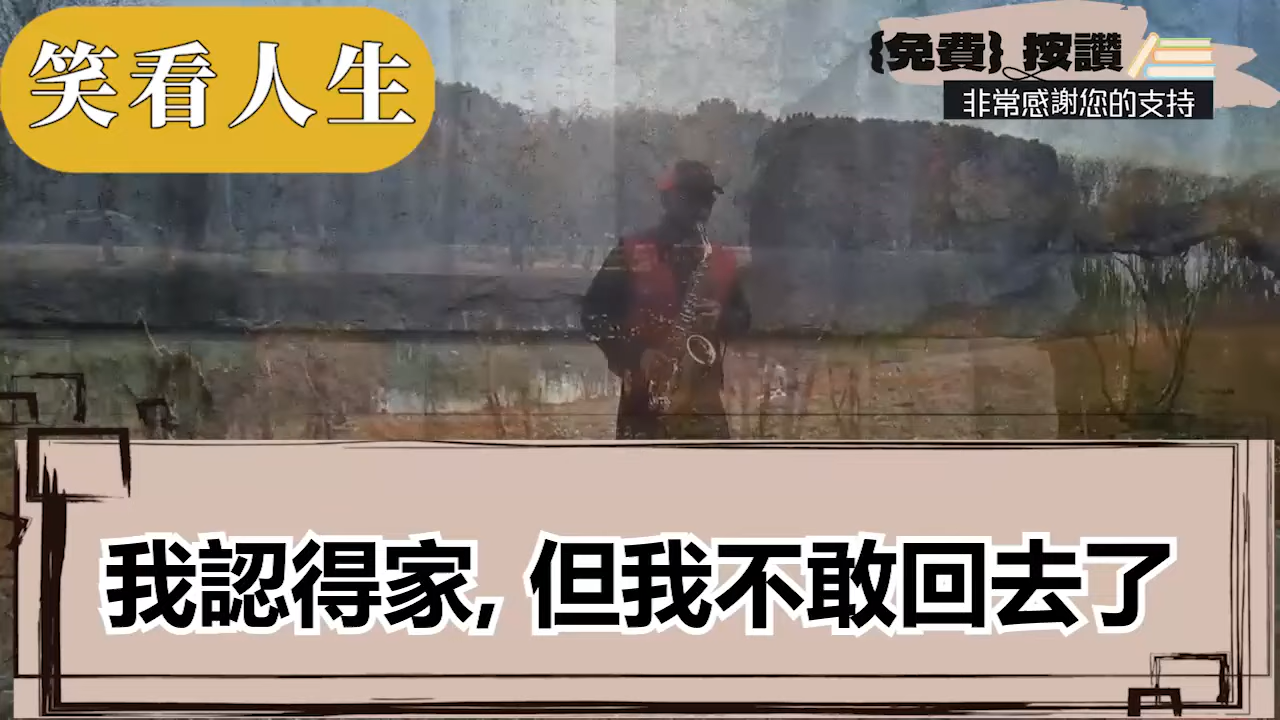 笑看人生
{免費} 按讚
非常感謝您的支持
我認得家, 但我不敢回去了